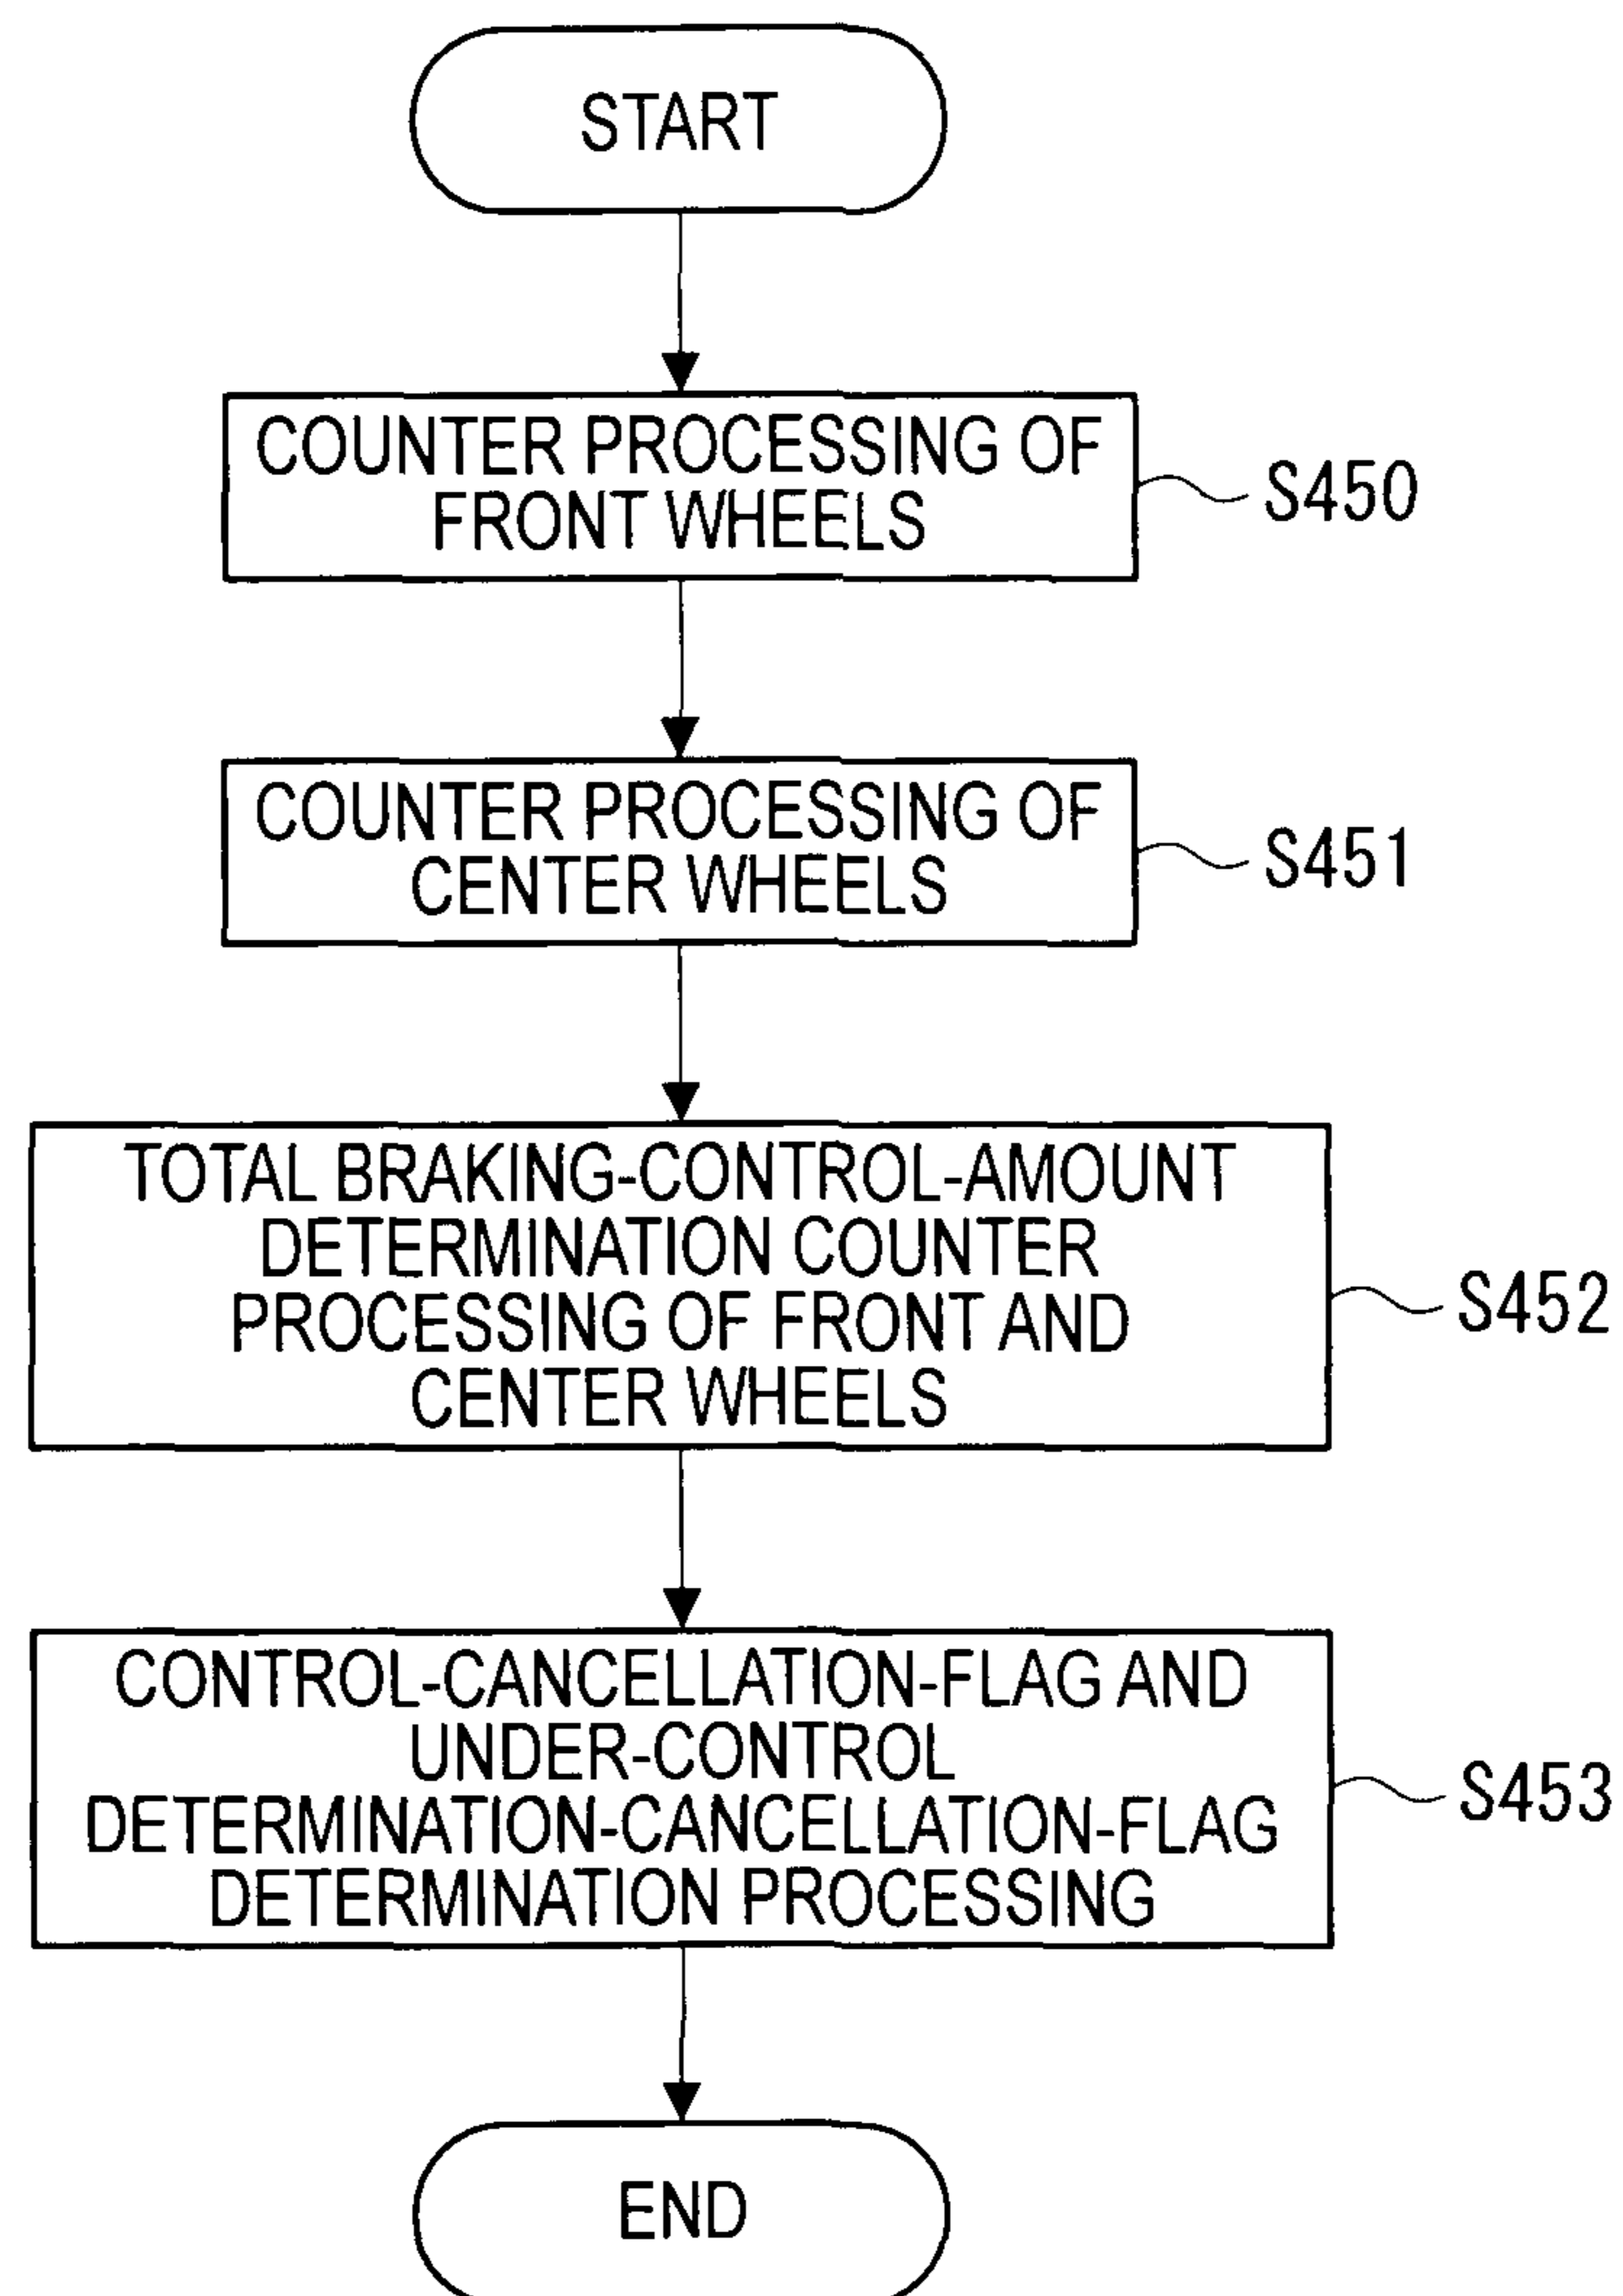 START
COUNTER PROCESSING OF
FRONT WHEELS
S450
COUNTER PROCESSING OF
CENTER WHEELS
S451
TOTAL BRAKING-CONTROL-AMOUNT
DETERMINATION COUNTER
PROCESSING OF FRONT AND
CENTER WHEELS
S452
CONTROL-CANCELLATION-FLAG AND
UNDER-CONTROL
DETERMINATION-CANCELLATION-FLAG
DETERMINATION PROCESSING
S453
END